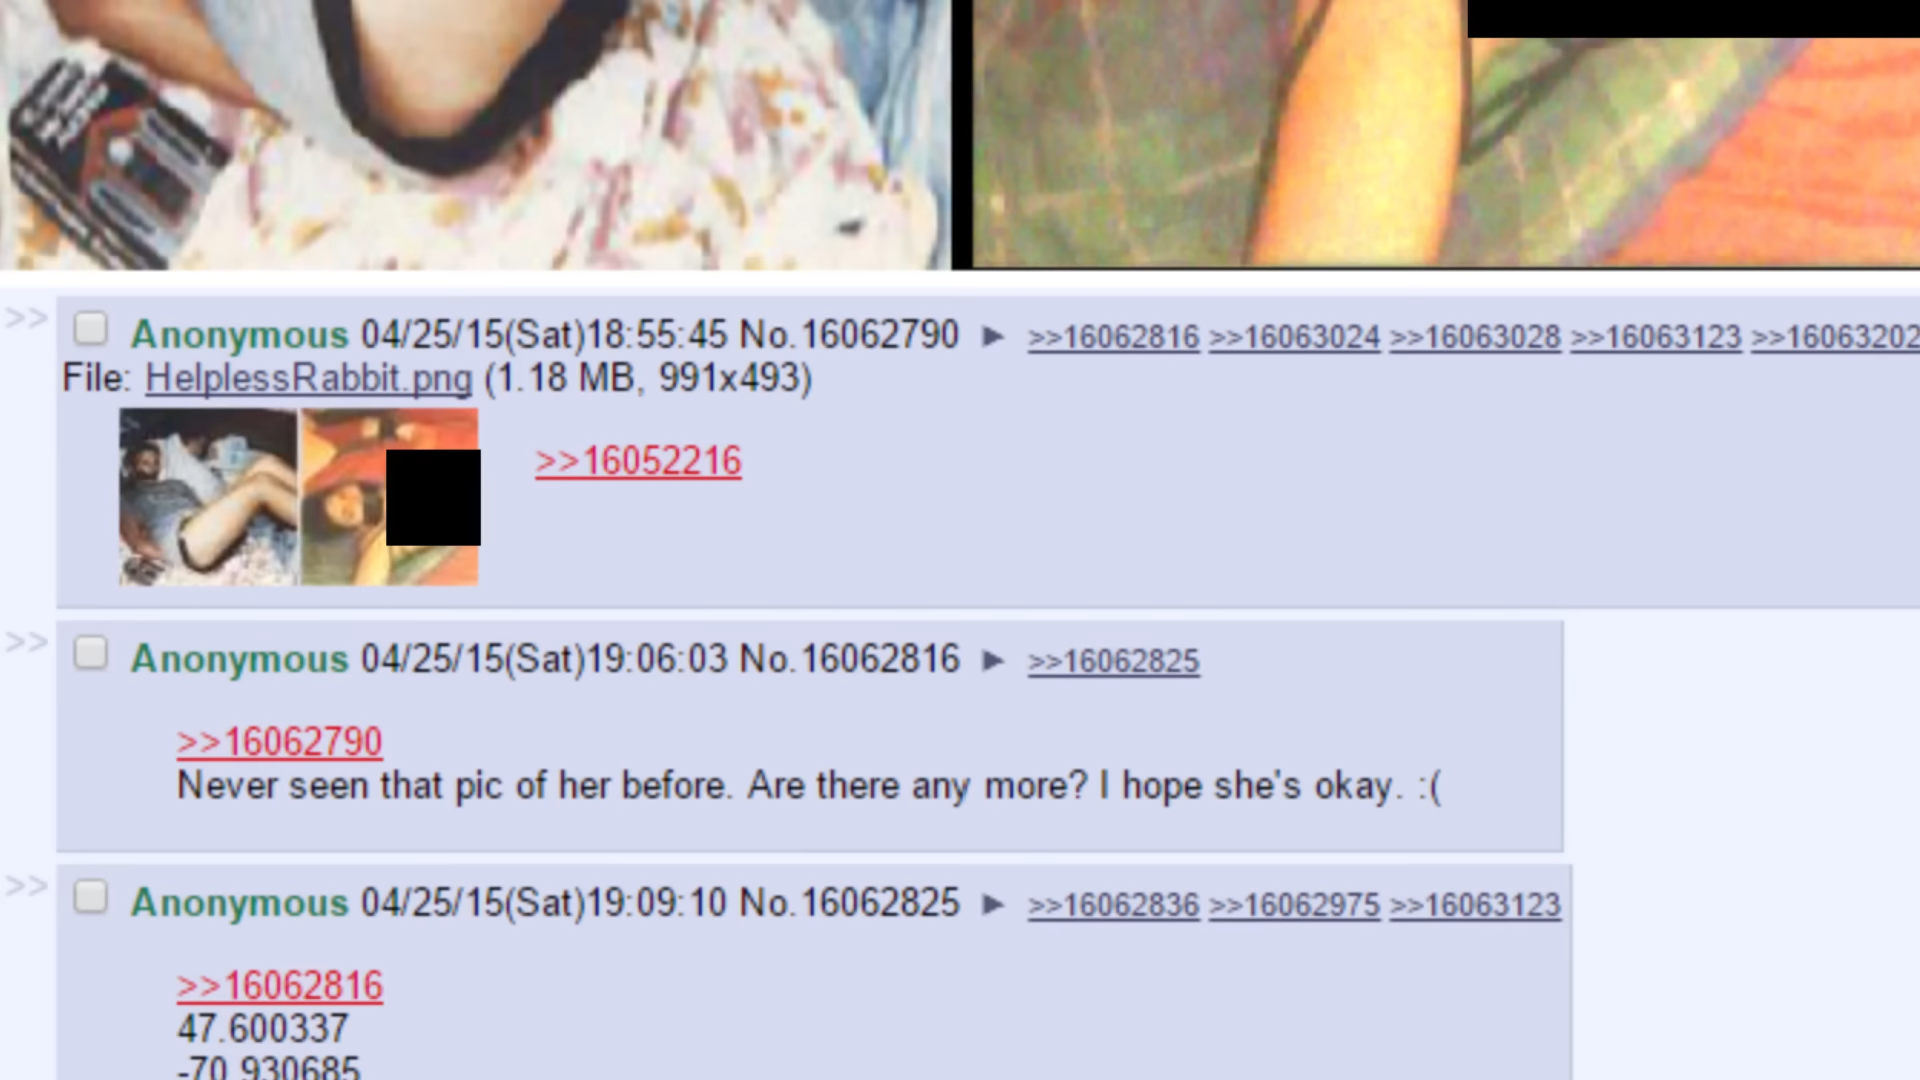 >> Anonymous 04/25/15(Sat)18:55:45 No.16062790 ▶ >>16062816 >>16063024 >>16063028 >>16063123 >>16063202
File: HelplessRabbit.png (1.18 MB, 991x493)
>>16052216
>> Anonymous 04/25/15(Sat)19:06:03 No.16062816 ▶ >>16062825
>>16062790
Never seen that pic of her before. Are there any more? I hope she's okay. :(
>> Anonymous 04/25/15(Sat)19:09:10 No.16062825 ▶ >>16062836 >>16062975 >>16063123
>>16062816
47.600337
-70.930685